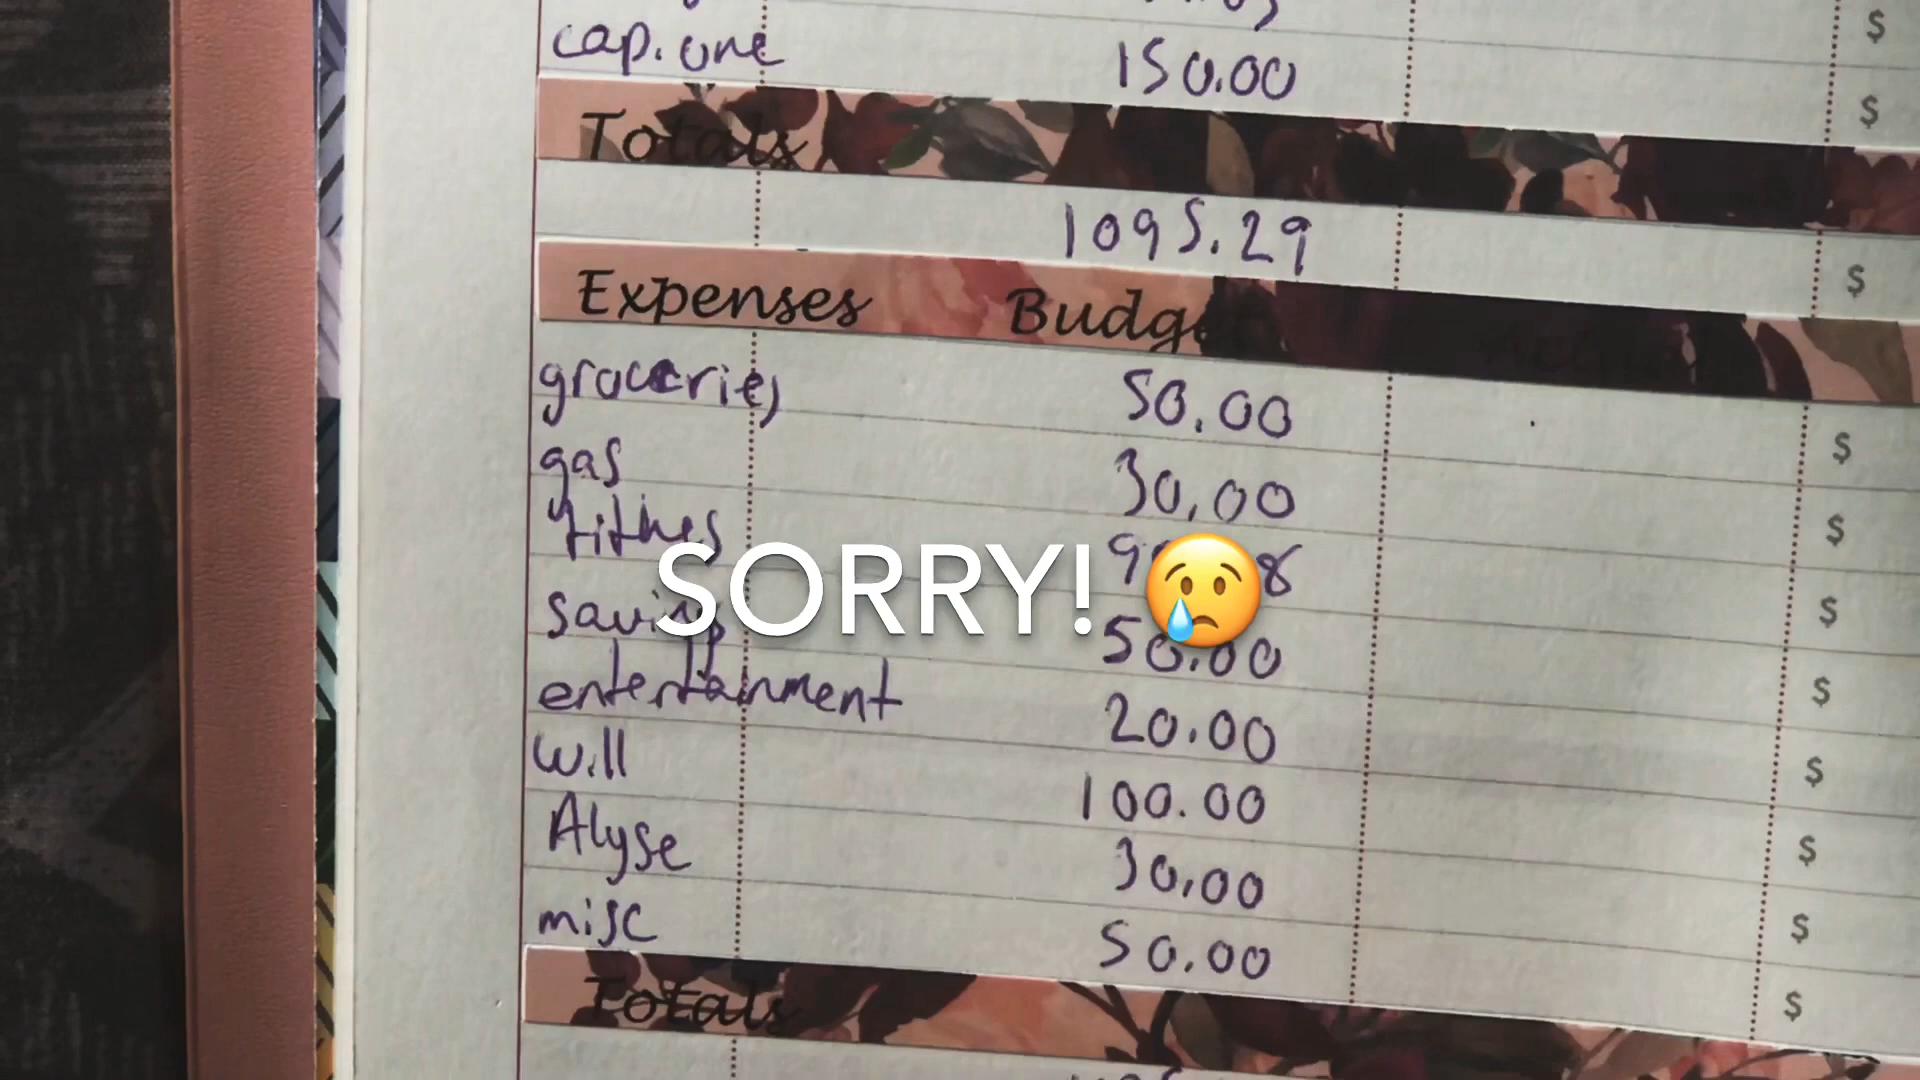 cap.one 150.00 $
Totals
1095.29 $
Expenses Budget
groceries 50.00 $
gas 30.00 $
tithes $
savings 50.00 $
SORRY! 😢
entertainment 20.00 $
will 100.00 $
Alyse 30.00 $
misc 50.00 $
Totals